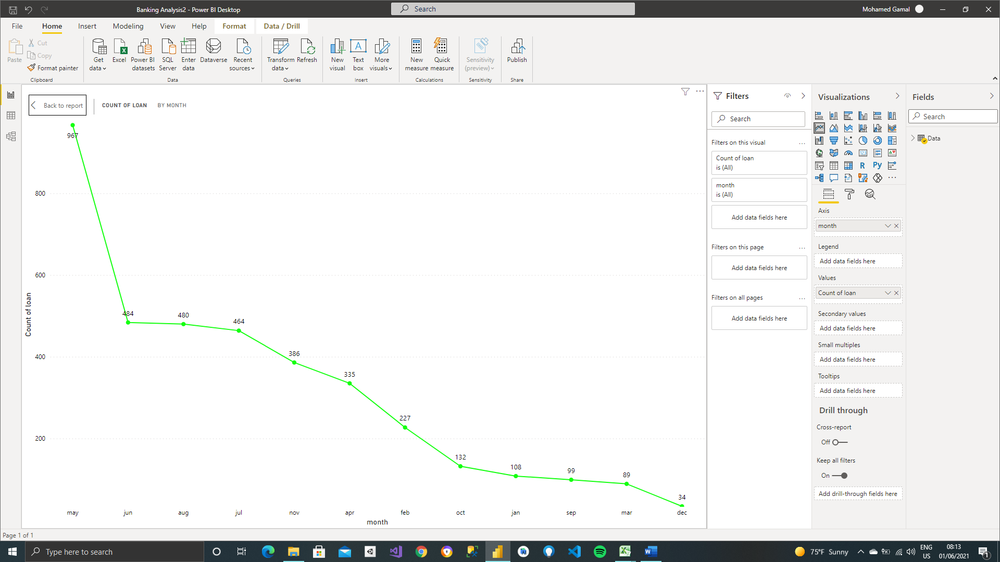 Banking Analysis2 - Power BI Desktop
Search
Mohamed Gamal
File Home Insert Modeling View Help Format Data / Drill
Paste
Cut
Copy
Format painter
Clipboard
Get data
Excel
Power BI datasets
SQL Server
Enter data
Dataverse
Recent sources
Data
Transform data
Refresh
Queries
New visual
A
Text box
More visuals
Insert
New measure
Quick measure
Calculations
Sensitivity (preview)
Sensitivity
Publish
Share
Back to report
COUNT OF LOAN BY MONTH
967
800
600
484
480
464
400
386
335
227
200
132
108
99
89
34
Count of loan
may jun aug jul nov apr feb oct jan sep mar dec
month
Filters
Search
Filters on this visual ...
Count of loan
is (All)
month
is (All)
Add data fields here
Filters on this page ...
Add data fields here
Filters on all pages ...
Add data fields here
Visualizations
123
R Py
...
Axis
month
Legend
Add data fields here
Values
Count of loan
Secondary values
Add data fields here
Small multiples
Add data fields here
Tooltips
Add data fields here
Drill through
Cross-report
Off
Keep all filters
On
Add drill-through fields here
Fields
Search
Data
Page 1 of 1
Type here to search
75°F Sunny
ENG
US
08:13
01/06/2021
1